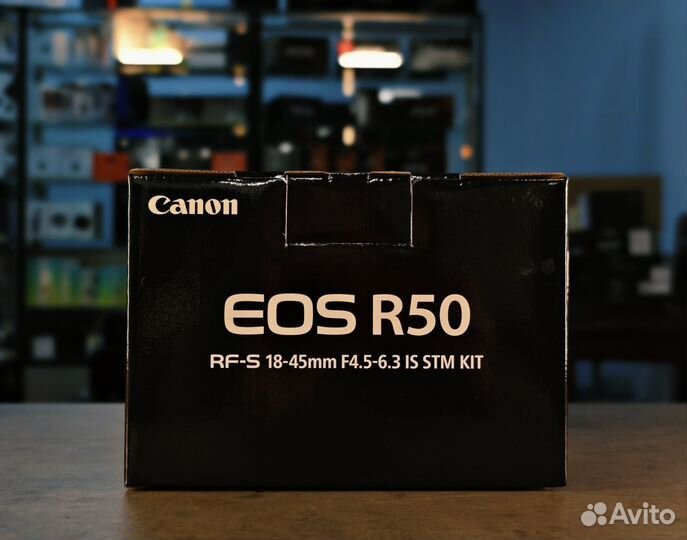 Canon
EOS R50
RF-S 18-45mm F4.5-6.3 IS STM KIT
Avito